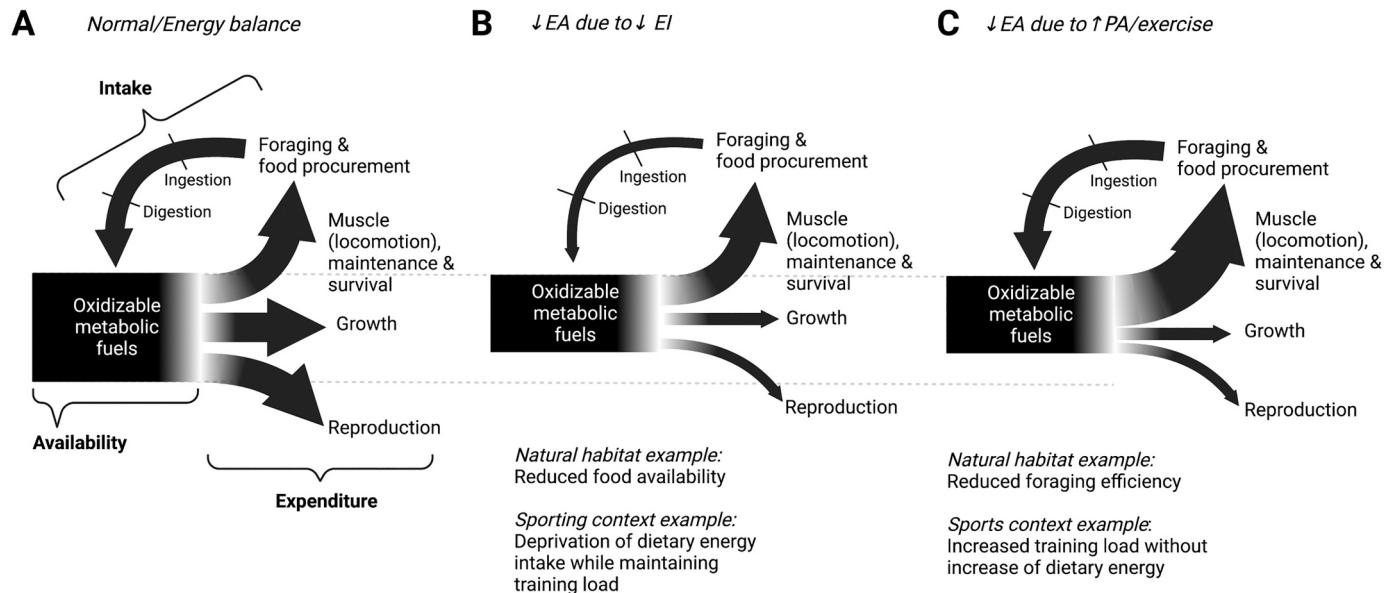 A
Normal/Energy balance
Intake
Foraging &
food procurement
Ingestion
Digestion
Muscle
(locomotion),
maintenance &
survival
Oxidizable
metabolic
fuels
Growth
Reproduction
Availability
Expenditure
B
↓EA due to↓ EI
Foraging &
food procurement
Ingestion
Digestion
Muscle
(locomotion),
maintenance &
survival
Oxidizable
metabolic
fuels
Growth
Reproduction
Natural habitat example:
Reduced food availability
Sporting context example:
Deprivation of dietary energy
intake while maintaining
training load
C
↓EA due to↑PA/exercise
Foraging &
food procurement
Ingestion
Digestion
Muscle
(locomotion),
maintenance &
survival
Oxidizable
metabolic
fuels
Growth
Reproduction
Natural habitat example:
Reduced foraging efficiency
Sports context example:
Increased training load without
increase of dietary energy